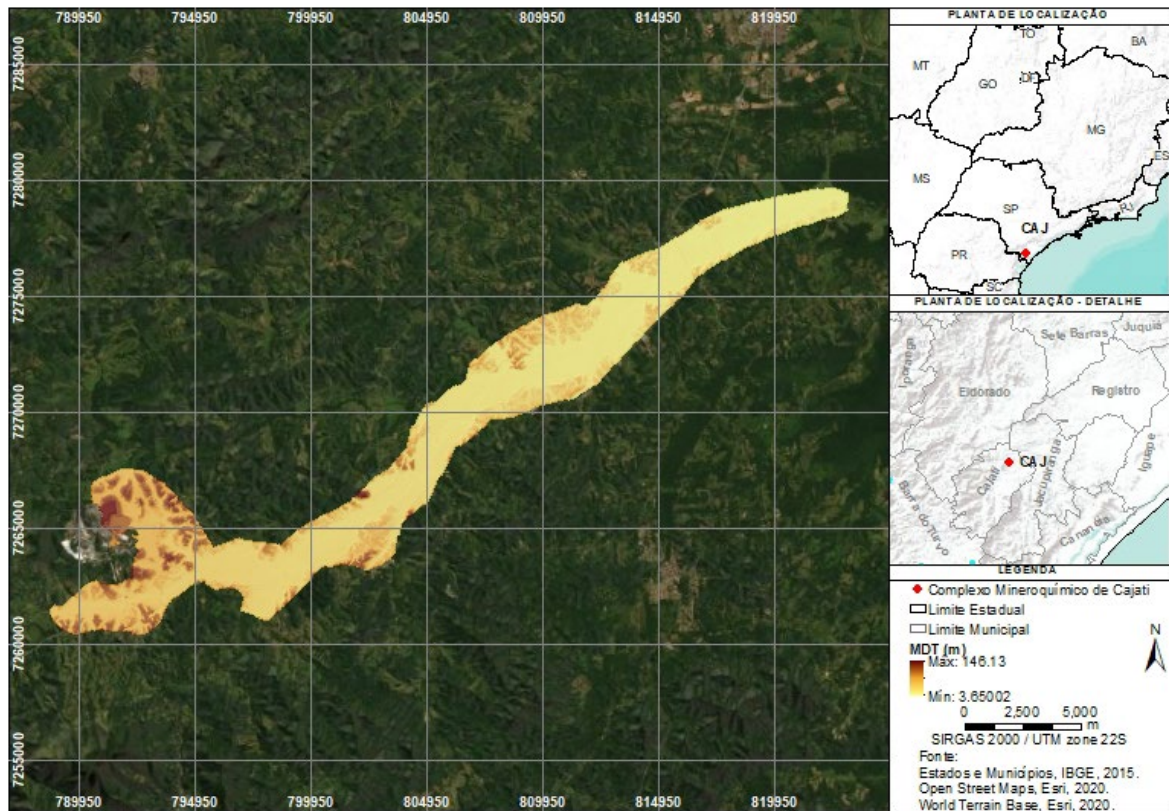 789950 794950 799950 804950 809950 814950 819950
7285000
7280000
7275000
7270000
7265000
7260000
7255000
789950 794950 799950 804950 809950 814950 819950
PLANTA DE LOCALIZAÇÃO
TO
BA
MT
DF
GO
MG
ES
MS
SP
RJ
CAJ
PR
SC
PLANTA DE LOCALIZAÇÃO - DETALHE
Sete Barras
Juquiá
Iporanga
Eldorado
Registro
CAJ
Cajati
Jacupiranga
Iguape
Barra do Turvo
Cananéia
LEGENDA
Complexo Mineroquímico de Cajati
Limite Estadual
Limite Municipal
N
MDT (m)
Máx: 146.13
Mín: 3.65002
0 2,500 5,000
m
SIRGAS 2000 / UTM zone 22S
Fonte:
Estados e Municípios, IBGE, 2015.
Open Street Maps, Esri, 2020.
World Terrain Base, Esri, 2020.